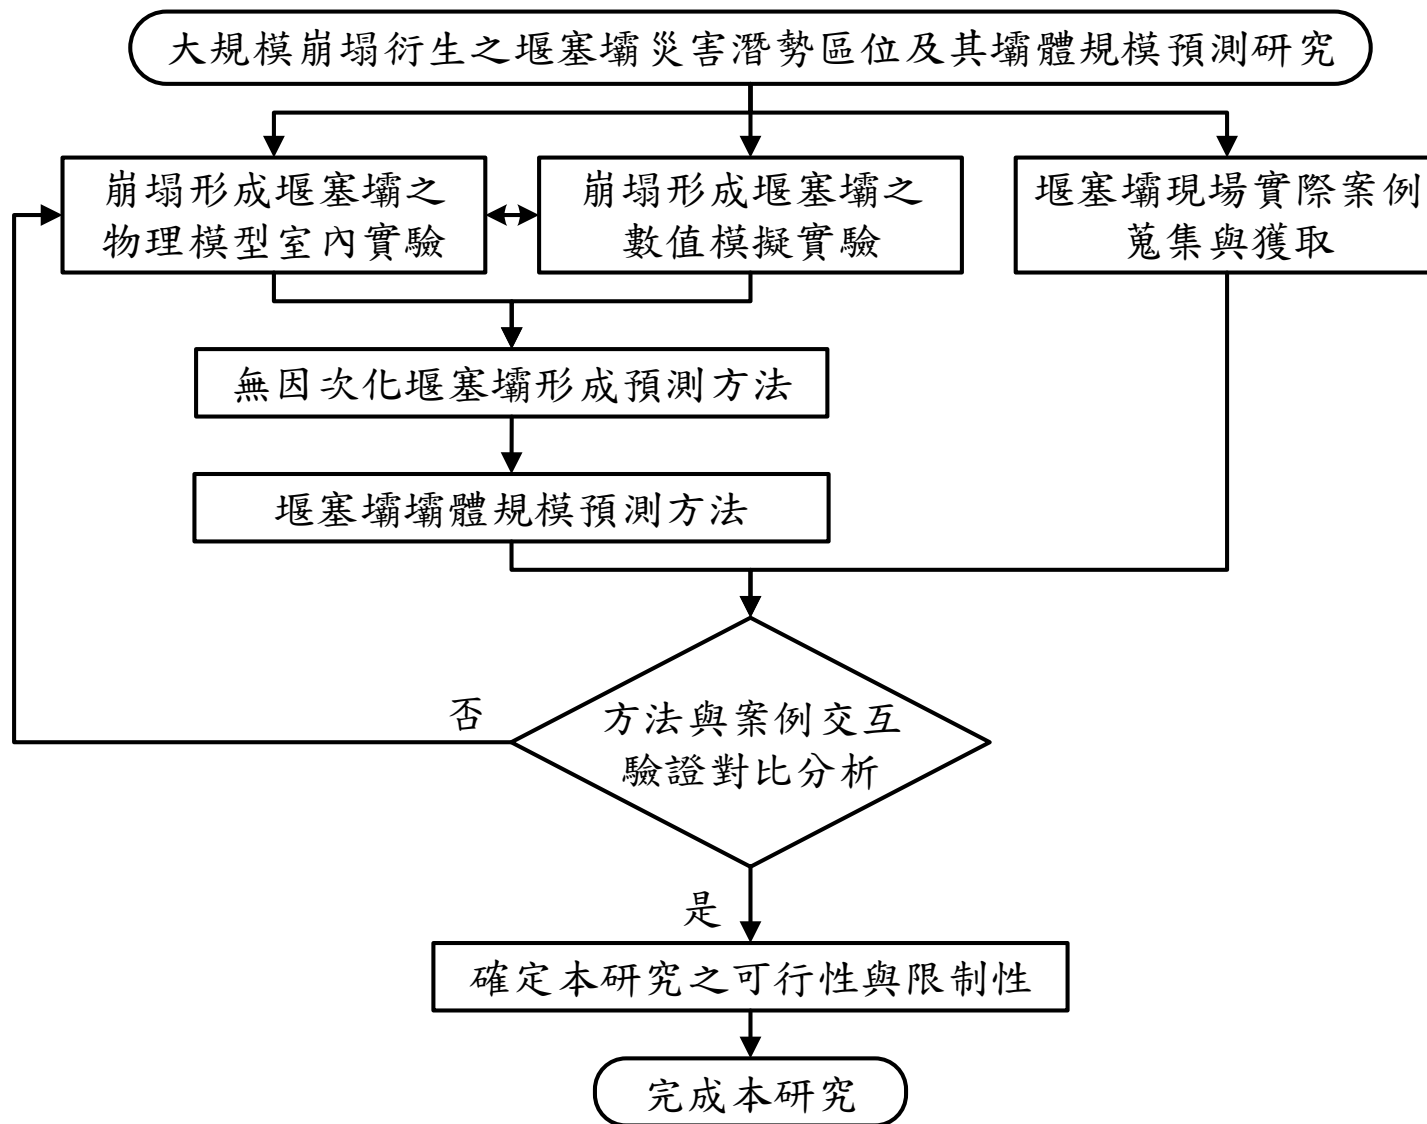 大規模崩塌衍生之堰塞壩災害潛勢區位及其壩體規模預測研究
崩塌形成堰塞壩之
物理模型室內實驗
崩塌形成堰塞壩之
數值模擬實驗
堰塞壩現場實際案例
蒐集與獲取
無因次化堰塞壩形成預測方法
堰塞壩壩體規模預測方法
否
方法與案例交互
驗證對比分析
是
確定本研究之可行性與限制性
完成本研究